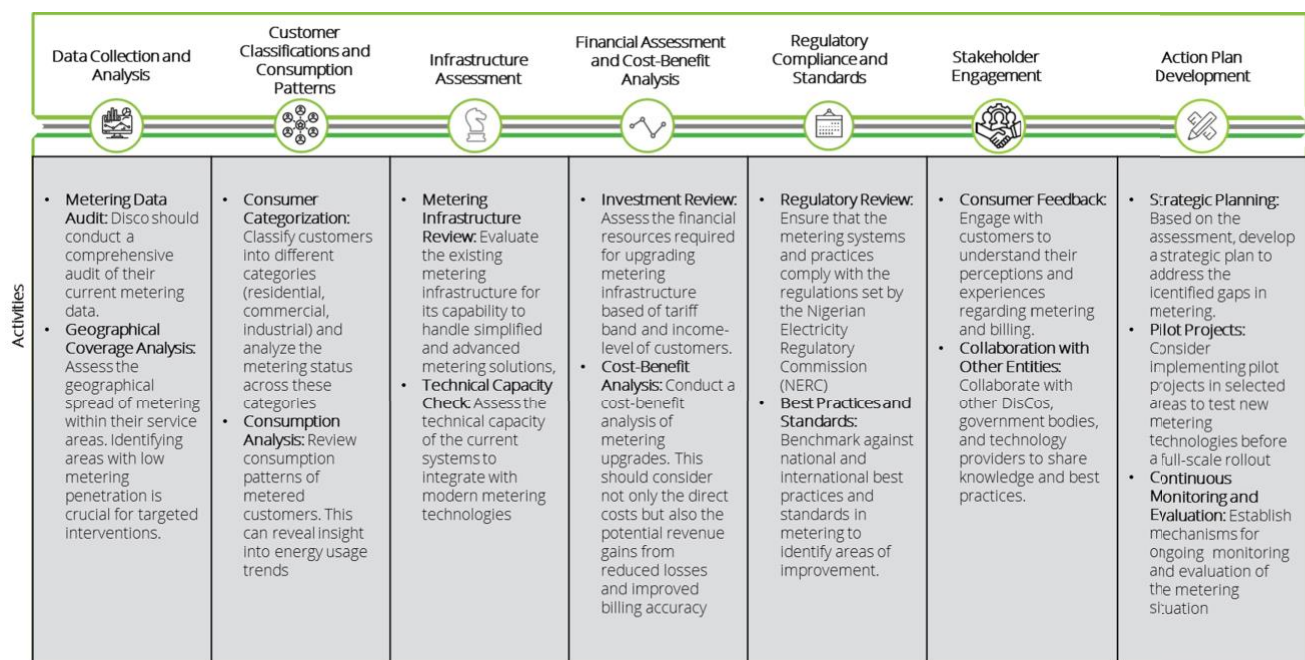 Data Collection and
Analysis
Customer
Classifications and
Consumption
Patterns
Infrastructure
Assessment
Financial Assessment
and Cost-Benefit
Analysis
Regulatory
Compliance and
Standards
Stakeholder
Engagement
Action Plan
Development
Activities
• Metering Data
Audit: Disco should
conduct a
comprehensive
audit of their
current metering
data.
• Geographical
Coverage Analysis:
Assess the
geographical
spread of metering
within their service
areas. Identifying
areas with low
metering
penetration is
crucial for targeted
interventions.
• Consumer
Categorization:
Classify customers
into different
categories
(residential,
commercial,
industrial) and
analyze the
metering status
across these
categories
• Consumption
Analysis: Review
consumption
patterns of
metered
customers. This
can reveal insight
into energy usage
trends
• Metering
Infrastructure
Review: Evaluate
the existing
metering
infrastructure for
its capability to
handle simplified
and advanced
metering solutions,
• Technical Capacity
Check: Assess the
technical capacity
of the current
systems to
integrate with
modern metering
technologies
• Investment Review:
Assess the financial
resources required
for upgrading
metering
infrastructure
based of tariff
band and income-
level of customers.
• Cost-Benefit
Analysis: Conduct a
cost-benefit
analysis of
metering
upgrades. This
should consider
not only the direct
costs but also the
potential revenue
gains from
reduced losses
and improved
billing accuracy
• Regulatory Review:
Ensure that the
metering systems
and practices
comply with the
regulations set by
the Nigerian
Electricity
Regulatory
Commission
(NERC)
• Best Practices and
Standards:
Benchmark against
national and
international best
practices and
standards in
metering to
identify areas of
improvement.
• Consumer Feedback:
Engage with
customers to
understand their
perceptions and
experiences
regarding metering
and billing.
• Collaboration with
Other Entities:
Collaborate with
other DisCos,
government bodies,
and technology
providers to share
knowledge and best
practices.
• Strategic Planning:
Based on the
assessment, develop
a strategic plan to
address the
identified gaps in
metering.
• Pilot Projects:
Consider
implementing pilot
projects in selected
areas to test new
metering
technologies before
a full-scale rollout
• Continuous
Monitoring and
Evaluation: Establish
mechanisms for
ongoing monitoring
and evaluation of
the metering
situation